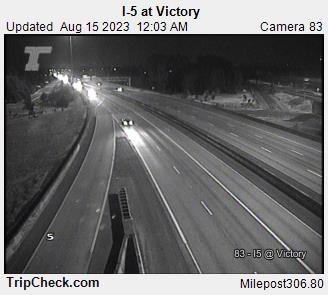 I-5 at Victory
Updated Aug 15 2023 12:03 AM Camera 83
S
83 - I5 @ Victory
TripCheck.com Milepost306.80